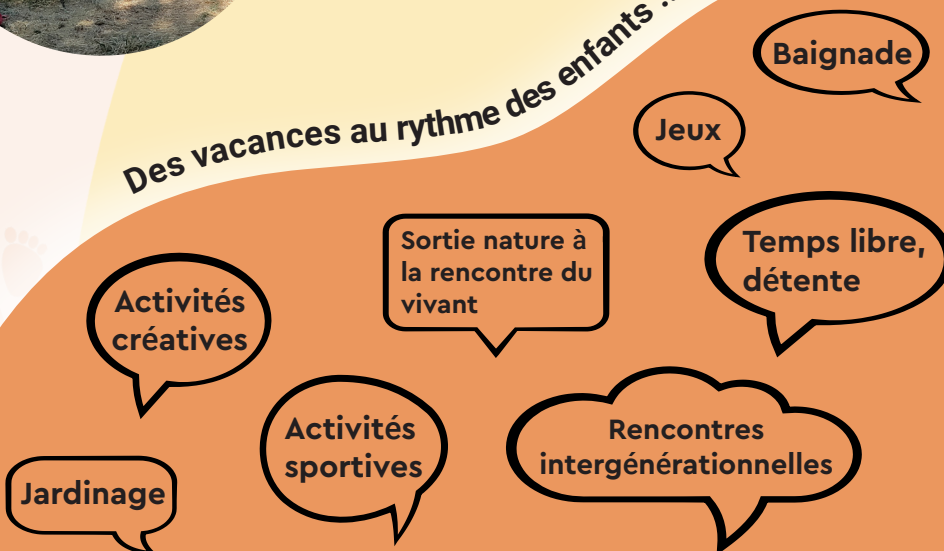 Des vacances au rythme des enfants ...
Baignade
Jeux
Sortie nature à
la rencontre du
vivant
Temps libre,
détente
Activités
créatives
Activités
sportives
Rencontres
intergénérationnelles
Jardinage